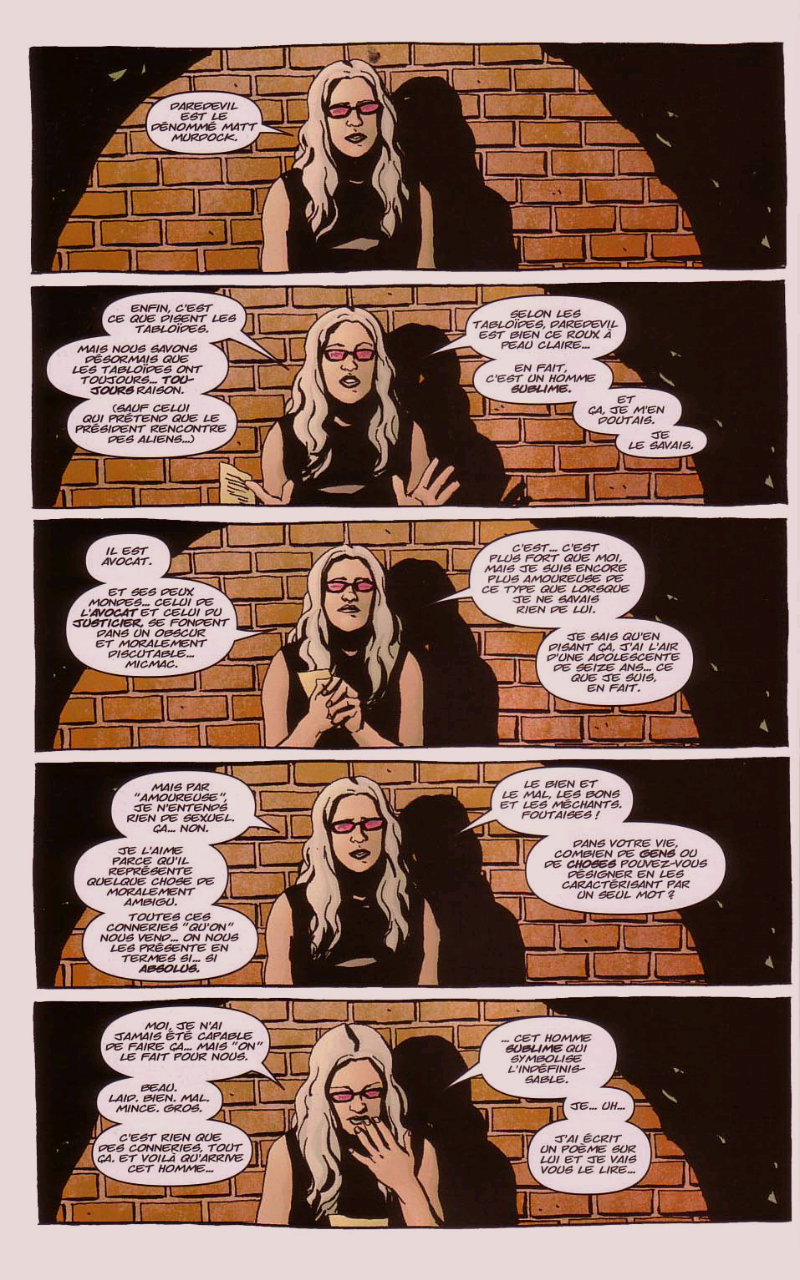 DAREDEVIL
EST LE
DÉNOMMÉ MATT
MURDOCK.
ENFIN, C'EST
CE QUE DISENT LES
TABLOÏDES.
MAIS NOUS SAVONS
DÉSORMAIS QUE
LES TABLOÏDES ONT
TOUJOURS... TOU-
JOURS RAISON.
(SAUF CELUI
QUI PRÉTEND QUE LE
PRÉSIDENT RENCONTRE
DES ALIENS...)
SELON LES
TABLOÏDES, DAREDEVIL
EST BIEN CE ROUX À
PEAU CLAIRE...
EN FAIT,
C'EST UN HOMME
SUBLIME.
ET
ÇA, JE M'EN
DOUTAIS.
JE
LE SAVAIS.
IL EST
AVOCAT.
ET SES DEUX
MONDES... CELUI DE
L'AVOCAT ET CELUI DU
JUSTICIER, SE FONDENT
DANS UN OBSCUR
ET MORALEMENT
DISCUTABLE...
MICMAC.
C'EST... C'EST
PLUS FORT QUE MOI,
MAIS JE SUIS ENCORE
PLUS AMOUREUSE DE
CE TYPE QUE LORSQUE
JE NE SAVAIS
RIEN DE LUI.
JE SAIS QU'EN
DISANT ÇA, J'AI L'AIR
D'UNE ADOLESCENTE
DE SEIZE ANS... CE
QUE JE SUIS,
EN FAIT.
MAIS PAR
"AMOUREUSE",
JE N'ENTENDS
RIEN DE SEXUEL.
ÇA... NON.
JE L'AIME
PARCE QU'IL
REPRÉSENTE
QUELQUE CHOSE DE
MORALEMENT
AMBIGU.
TOUTES CES
CONNERIES "QU'ON"
NOUS VEND... ON NOUS
LES PRÉSENTE EN
TERMES SI... SI
ABSOLUS.
LE BIEN ET
LE MAL, LES BONS
ET LES MÉCHANTS.
FOUTAISES !
DANS VOTRE VIE,
COMBIEN DE GENS OU
DE CHOSES POUVEZ-VOUS
DÉSIGNER EN LES
CARACTÉRISANT PAR
UN SEUL MOT ?
MOI, JE N'AI
JAMAIS ÉTÉ CAPABLE
DE FAIRE ÇA... MAIS "ON"
LE FAIT POUR NOUS.
BEAU.
LAID. BIEN. MAL.
MINCE. GROS.
C'EST RIEN QUE
DES CONNERIES, TOUT
ÇA. ET VOILÀ QU'ARRIVE
CET HOMME...
... CET HOMME
SUBLIME QUI
SYMBOLISE
L'INDÉFINIS-
SABLE.
JE... UH...
J'AI ÉCRIT
UN POÈME SUR
LUI ET JE VAIS
VOUS LE LIRE...